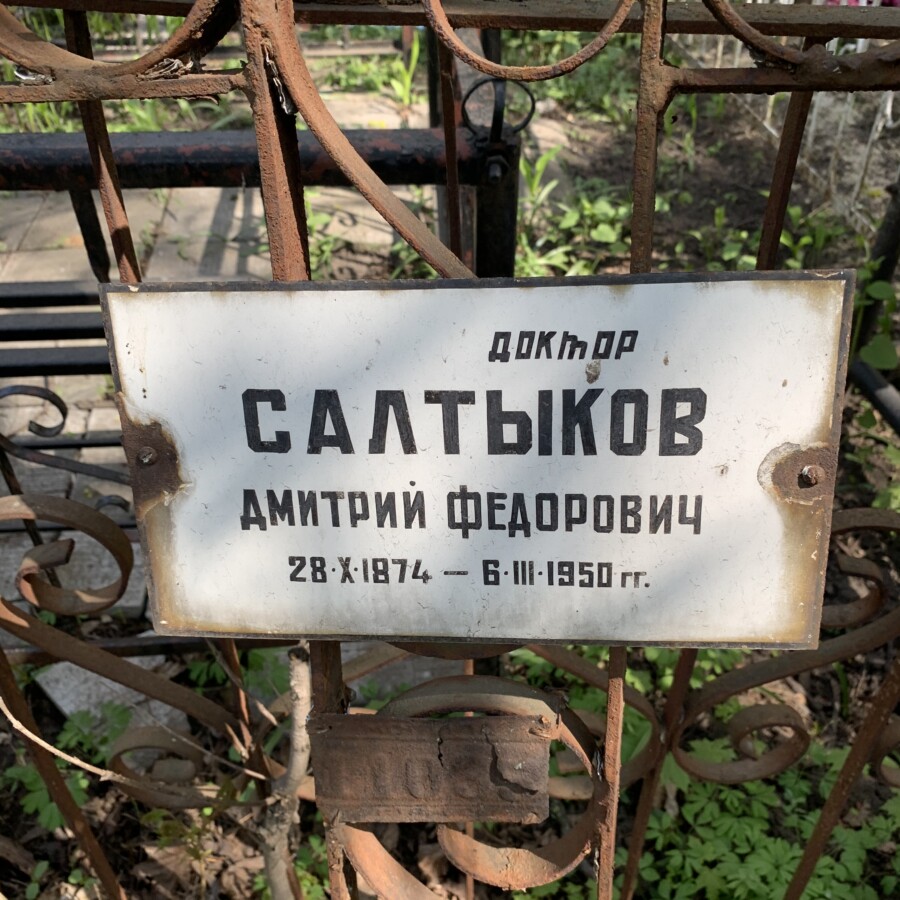 ДОКТОР
САЛТЫКОВ
ДМИТРИЙ ФЕДОРОВИЧ
28·X·1874 — 6·III·1950 гг.